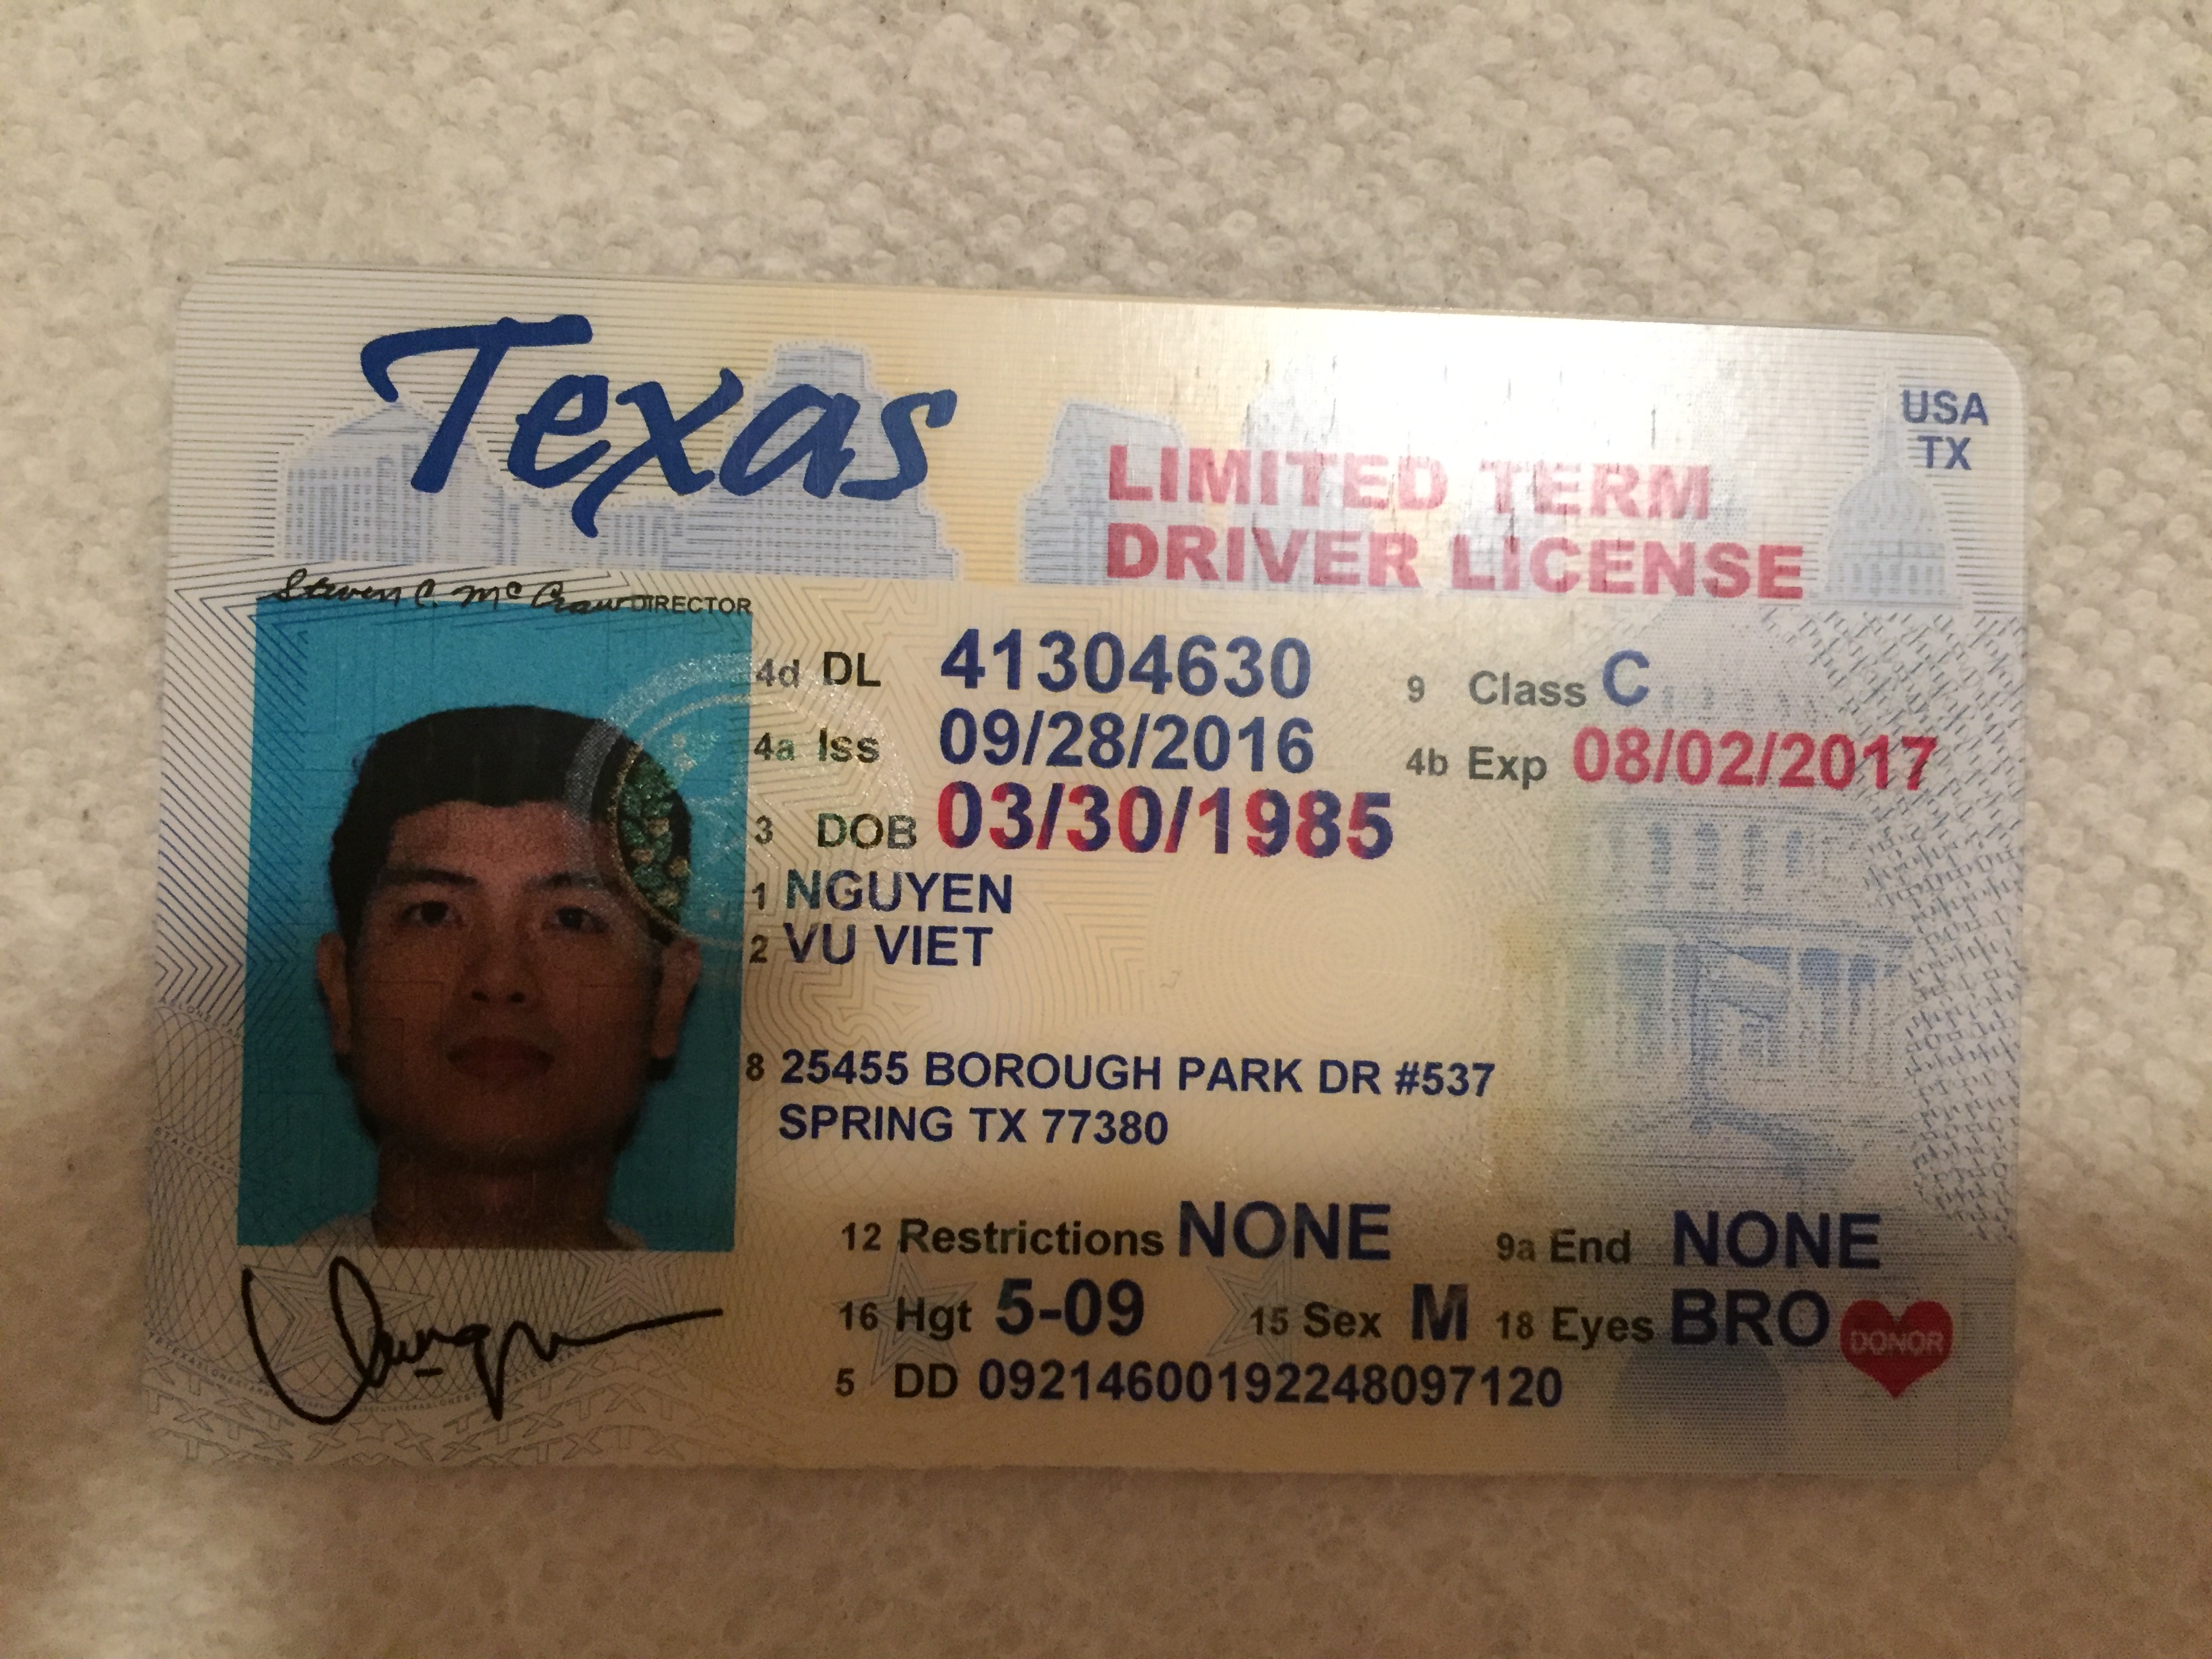 Texas
USA
TX
LIMITED TERM
DRIVER LICENSE
Steven C. McCraw DIRECTOR
4d DL 41304630 9 Class C
4a Iss 09/28/2016 4b Exp 08/02/2017
3 DOB 03/30/1985
1 NGUYEN
2 VU VIET
8 25455 BOROUGH PARK DR #537
SPRING TX 77380
12 Restrictions NONE 9a End NONE
16 Hgt 5-09 15 Sex M 18 Eyes BRO DONOR
5 DD 09214600192248097120